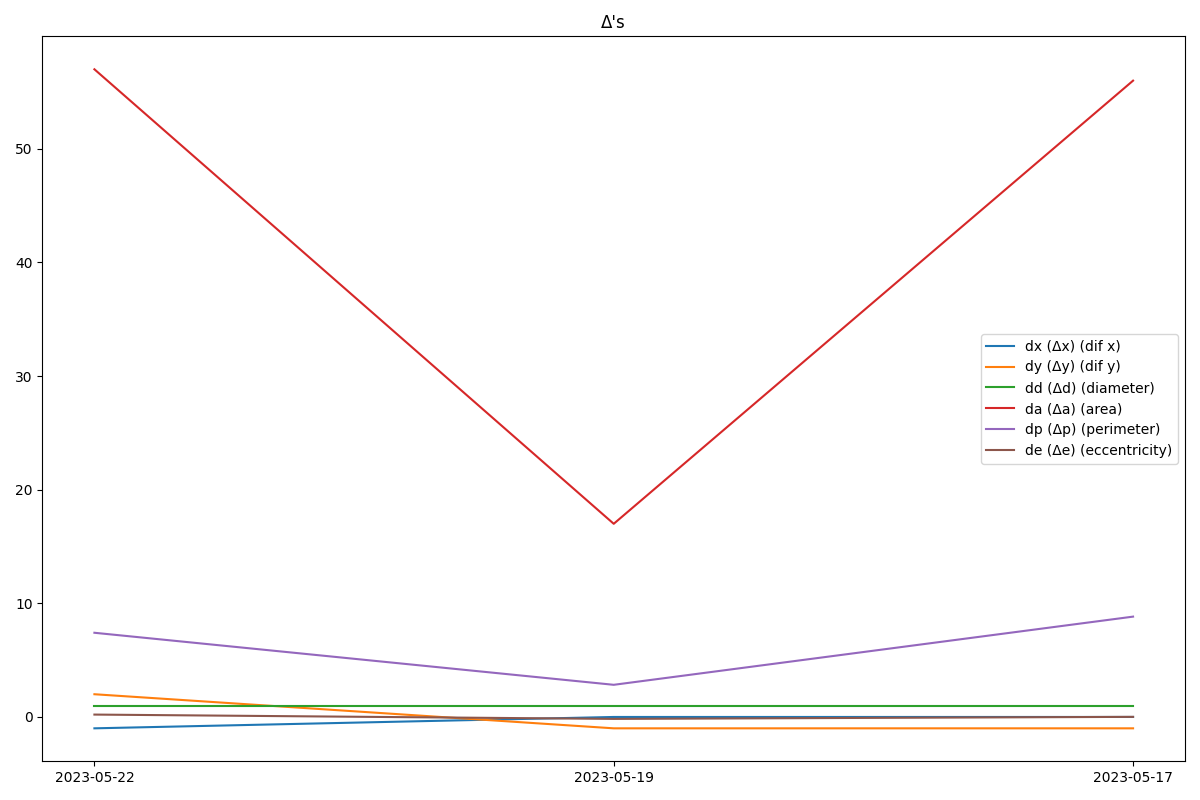 Δ's
50
40
30
20
10
0
dx (Δx) (dif x)
dy (Δy) (dif y)
dd (Δd) (diameter)
da (Δa) (area)
dp (Δp) (perimeter)
de (Δe) (eccentricity)
2023-05-22 2023-05-19 2023-05-17